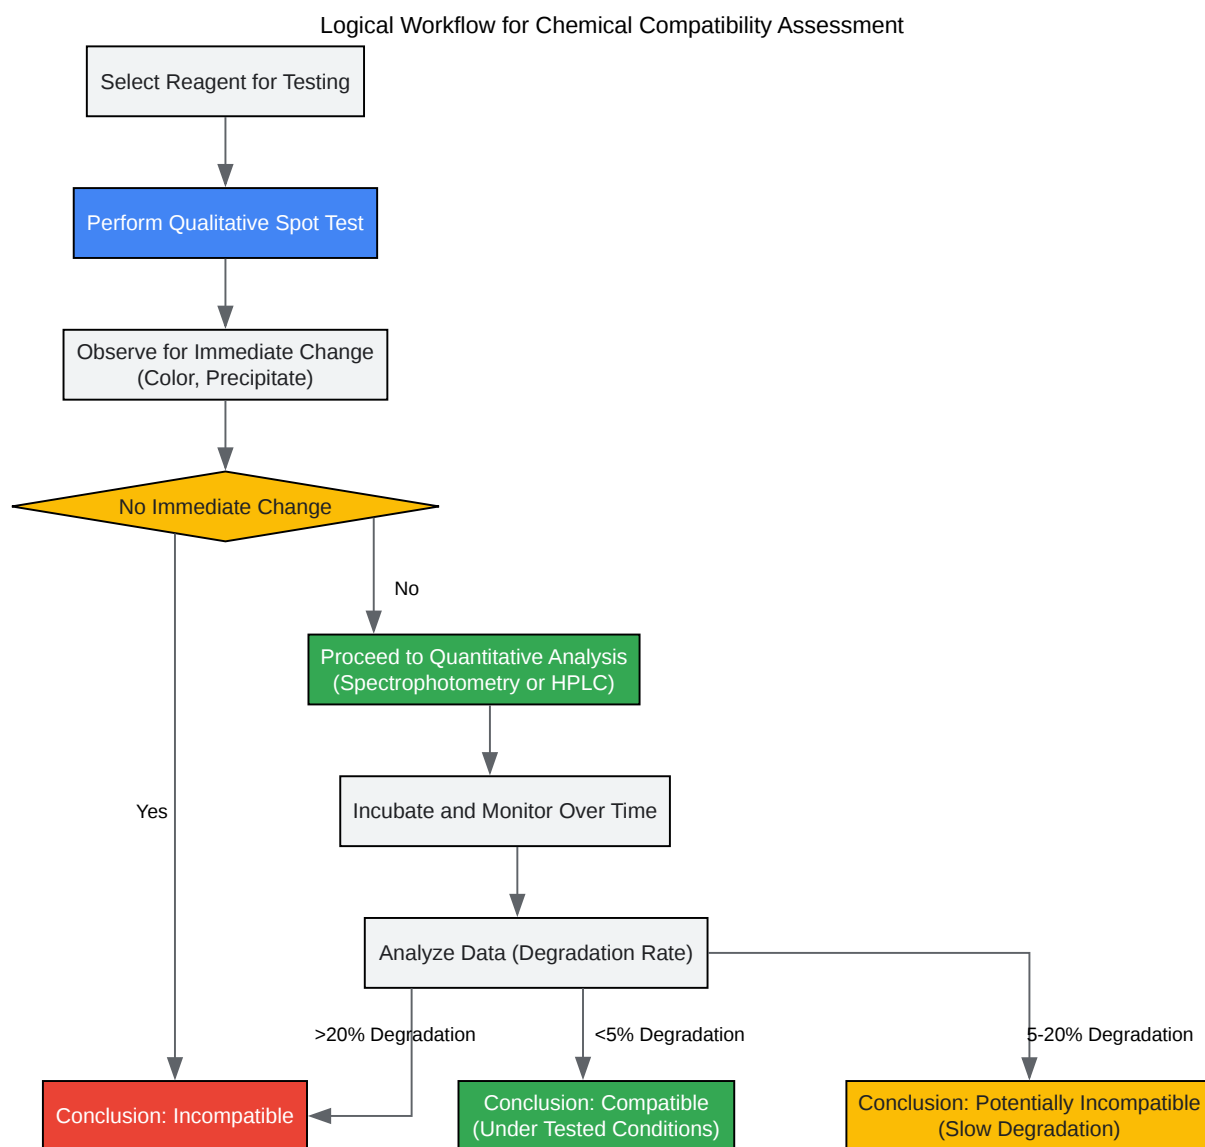 Logical Workflow for Chemical Compatibility Assessment
Select Reagent for Testing
Perform Qualitative Spot Test
Observe for Immediate Change
(Color, Precipitate)
No Immediate Change
No
Proceed to Quantitative Analysis
(Spectrophotometry or HPLC)
Yes
Incubate and Monitor Over Time
Analyze Data (Degradation Rate)
>20% Degradation
<5% Degradation
5-20% Degradation
Conclusion: Incompatible
Conclusion: Compatible
(Under Tested Conditions)
Conclusion: Potentially Incompatible
(Slow Degradation)